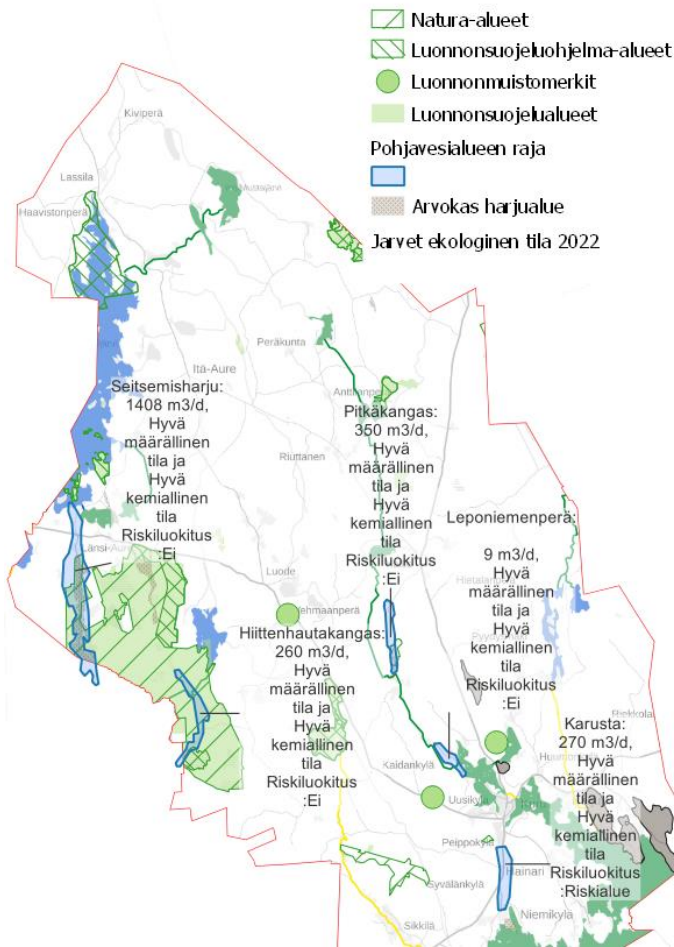 Natura-alueet
Luonnonsuojeluohjelma-alueet
Luonnonmuistomerkit
Luonnonsuojelualueet
Pohjavesialueen raja
Arvokas harjualue
Jarvet ekologinen tila 2022
Kiviperä
Lassila
Haavistonperä
Peräkunta
Itä-Aure
Seitsemisharju:
1408 m3/d,
Hyvä
määrällinen
tila ja
Hyvä
kemiallinen
tila
Riskiluokitus
:Ei
Pitkäkangas:
350 m3/d,
Hyvä
määrällinen
tila ja
Hyvä
kemiallinen
tila
Riskiluokitus
:Ei
Riuttanen
Leponiemenperä:
9 m3/d,
Hyvä
määrällinen
tila ja
Hyvä
kemiallinen
tila
Riskiluokitus
:Ei
Luode
Hiittenhautakangas:
260 m3/d,
Hyvä
määrällinen
tila ja
Hyvä
kemiallinen
tila
Riskiluokitus
:Ei
Karusta:
270 m3/d,
Hyvä
määrällinen
tila ja
Hyvä
kemiallinen
tila
Riskiluokitus
:Riskialue
Kaidankylä
Uusikylä
Peippokylä
Syvälänkylä
Hainari
Niemikylä
Sikkilä